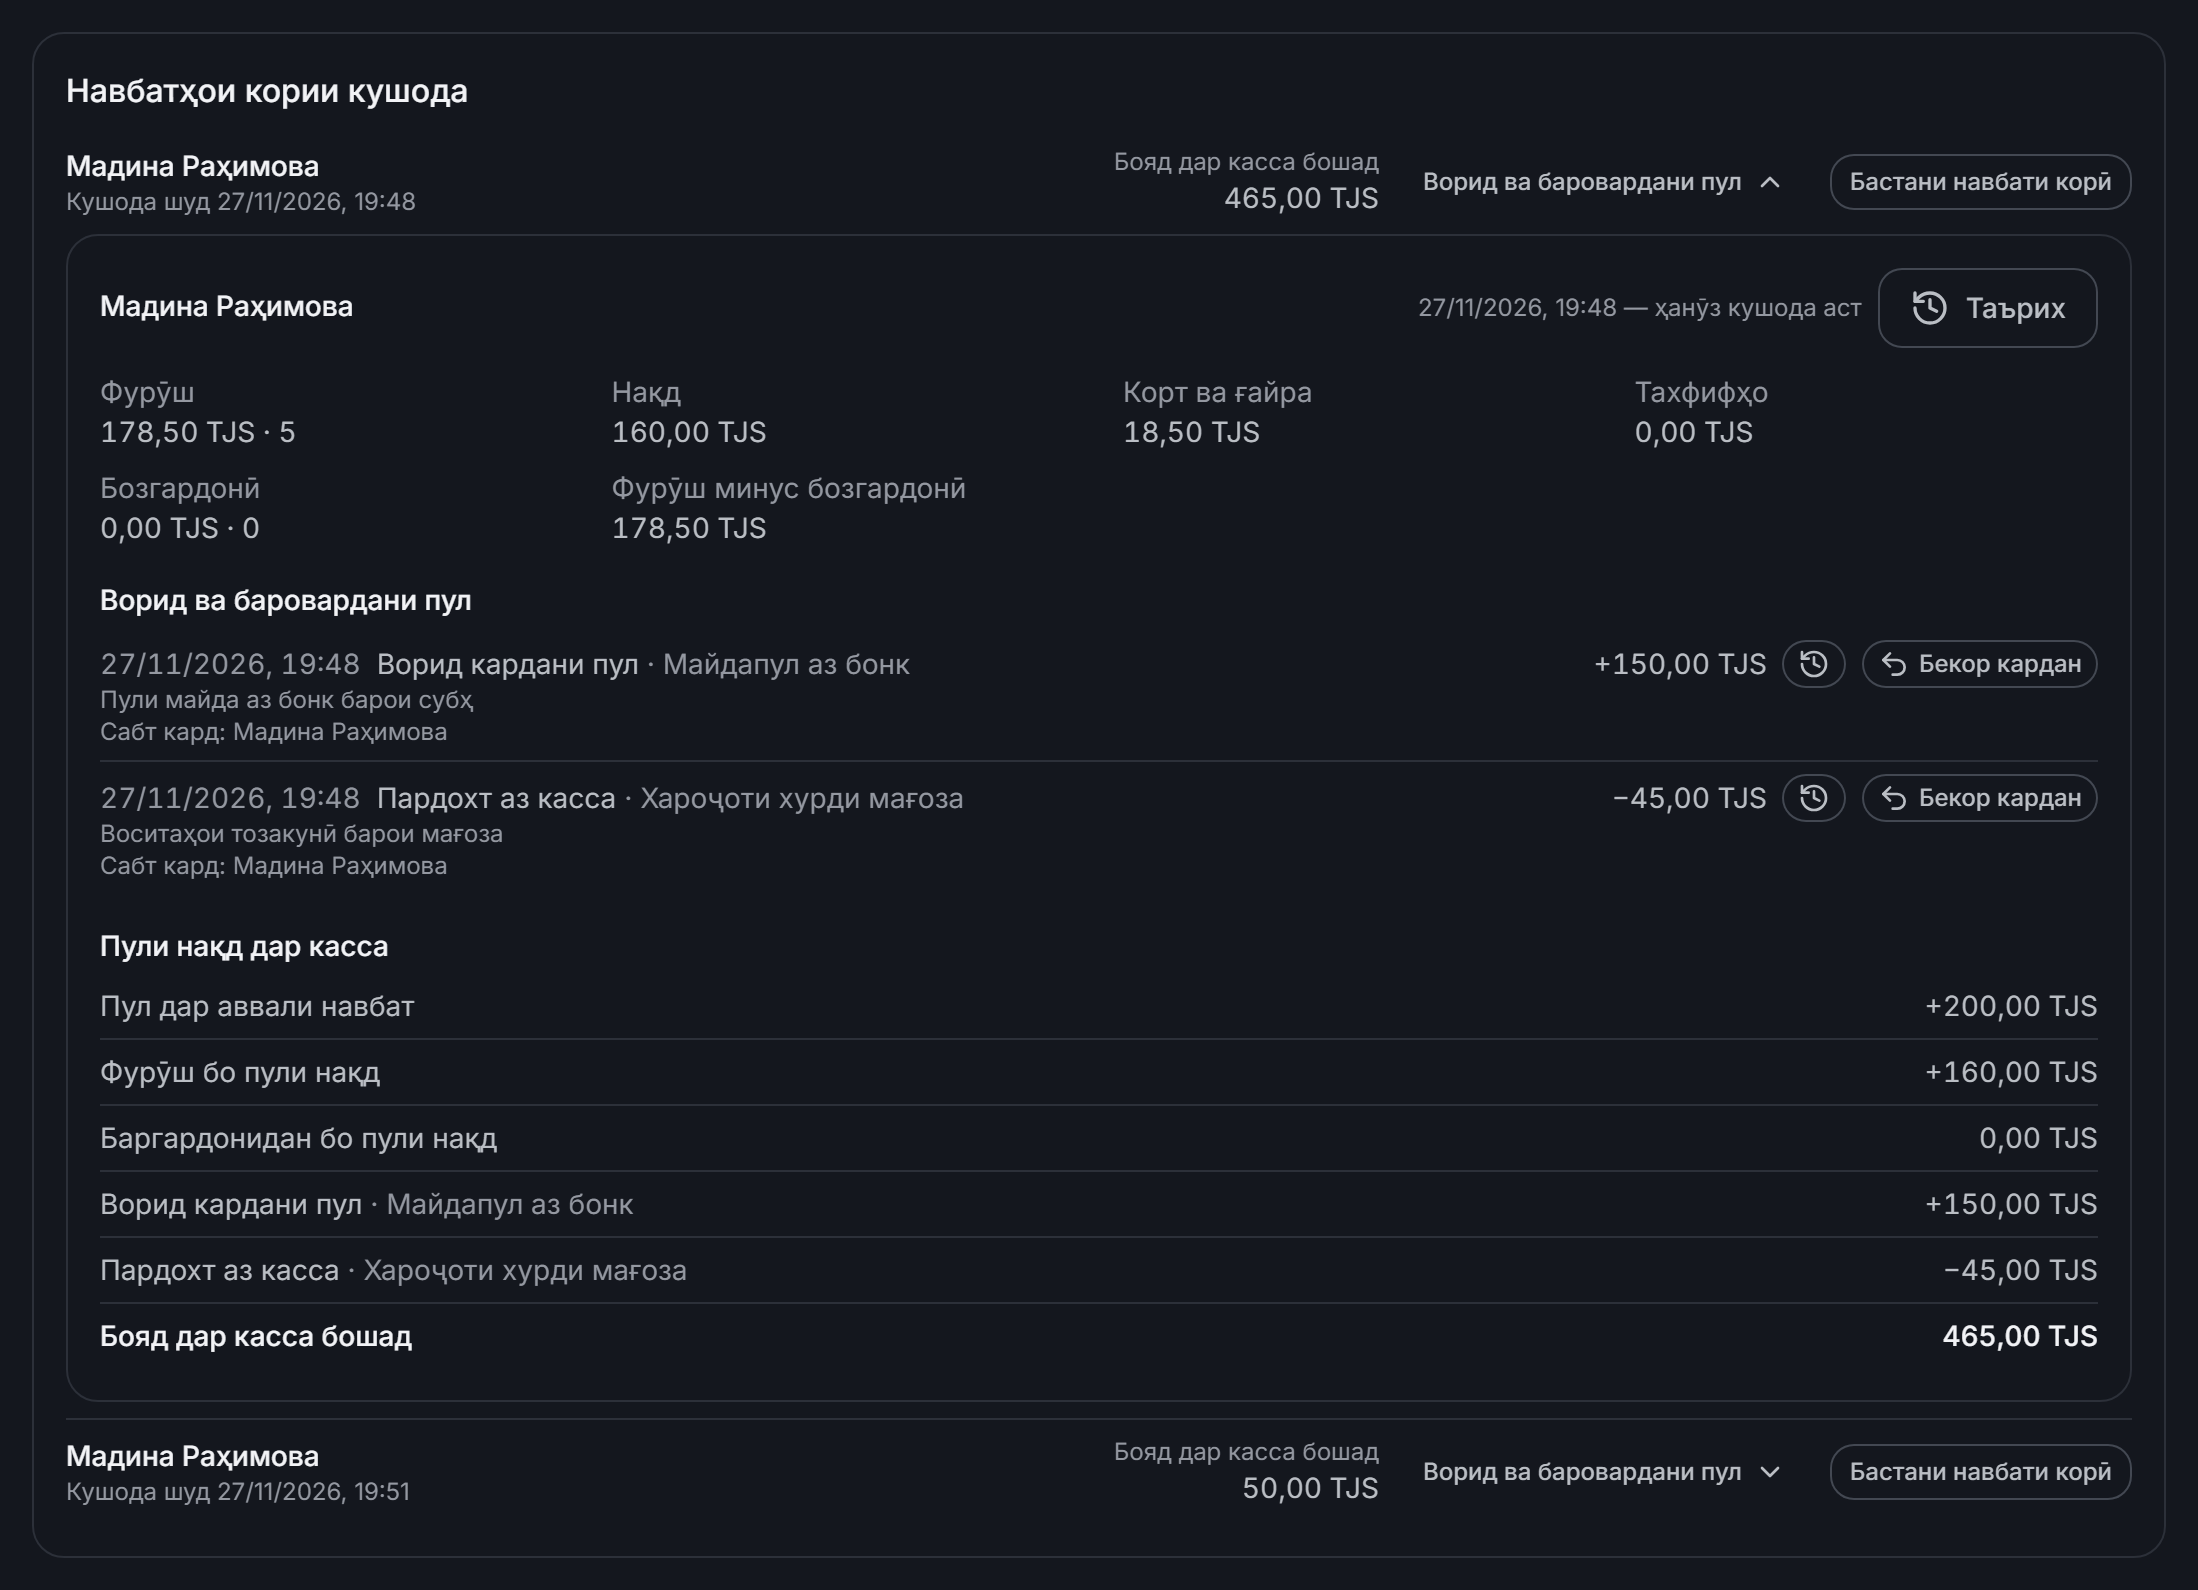 Навбатҳои кории кушода
Мадина Раҳимова
Кушода шуд 27/11/2026, 19:48
Бояд дар касса бошад
465,00 TJS
Ворид ва баровардани пул
Бастани навбати корӣ
Мадина Раҳимова
27/11/2026, 19:48 — ҳанӯз кушода аст
Таърих
Фурӯш
178,50 TJS · 5
Нақд
160,00 TJS
Корт ва ғайра
18,50 TJS
Тахфифҳо
0,00 TJS
Бозгардонӣ
0,00 TJS · 0
Фурӯш минус бозгардонӣ
178,50 TJS
Ворид ва баровардани пул
27/11/2026, 19:48 Ворид кардани пул · Майдапул аз бонк
+150,00 TJS
Бекор кардан
Пули майда аз бонк барои субҳ
Сабт кард: Мадина Раҳимова
27/11/2026, 19:48 Пардохт аз касса · Хароҷоти хурди мағоза
−45,00 TJS
Бекор кардан
Воситаҳои тозакунӣ барои мағоза
Сабт кард: Мадина Раҳимова
Пули нақд дар касса
Пул дар аввали навбат
+200,00 TJS
Фурӯш бо пули нақд
+160,00 TJS
Баргардонидан бо пули нақд
0,00 TJS
Ворид кардани пул · Майдапул аз бонк
+150,00 TJS
Пардохт аз касса · Хароҷоти хурди мағоза
−45,00 TJS
Бояд дар касса бошад
465,00 TJS
Мадина Раҳимова
Кушода шуд 27/11/2026, 19:51
Бояд дар касса бошад
50,00 TJS
Ворид ва баровардани пул
Бастани навбати корӣ